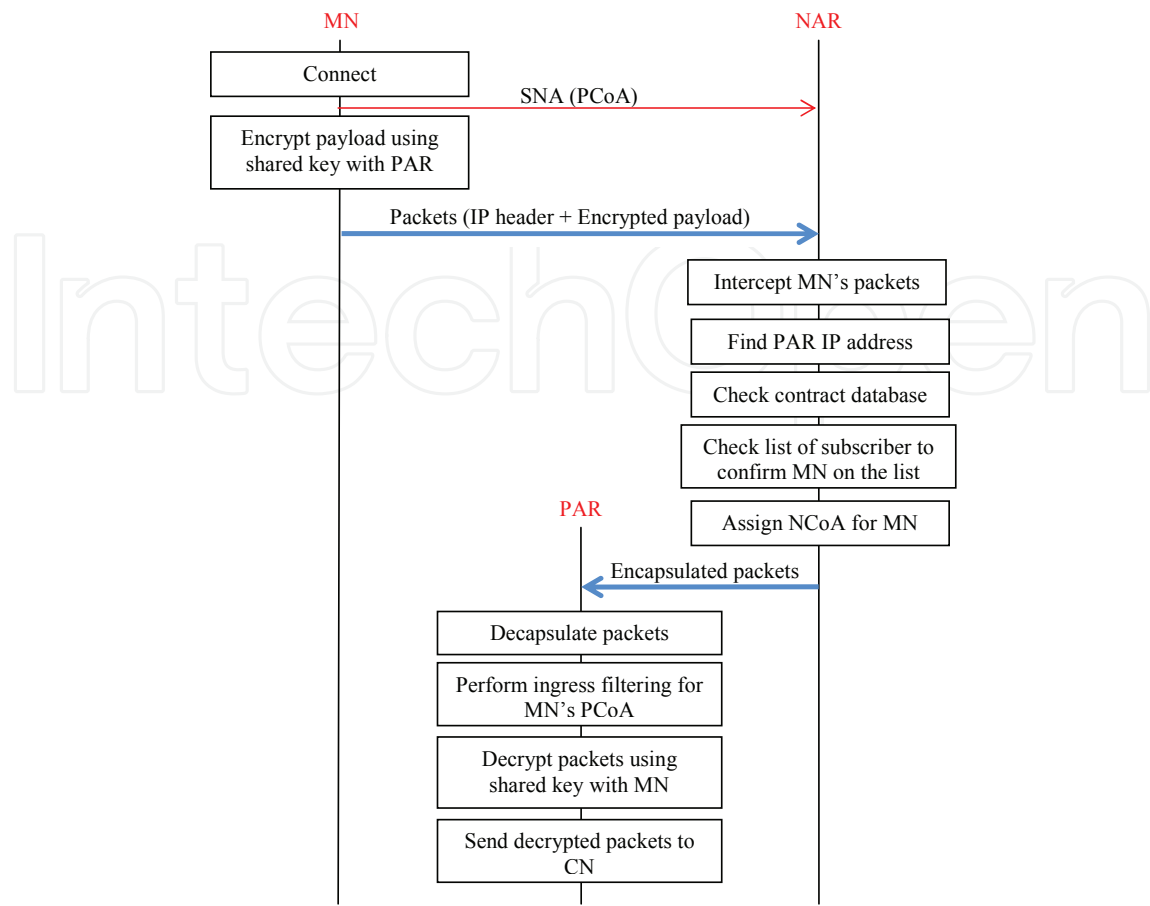 MN
NAR
Connect
SNA (PCoA)
Encrypt payload using
shared key with PAR
Packets (IP header + Encrypted payload)
IntechOpen
Intercept MN's packets
Find PAR IP address
Check contract database
Check list of subscriber to
confirm MN on the list
PAR
Assign NCoA for MN
Encapsulated packets
Decapsulate packets
Perform ingress filtering for
MN's PCoA
Decrypt packets using
shared key with MN
Send decrypted packets to
CN